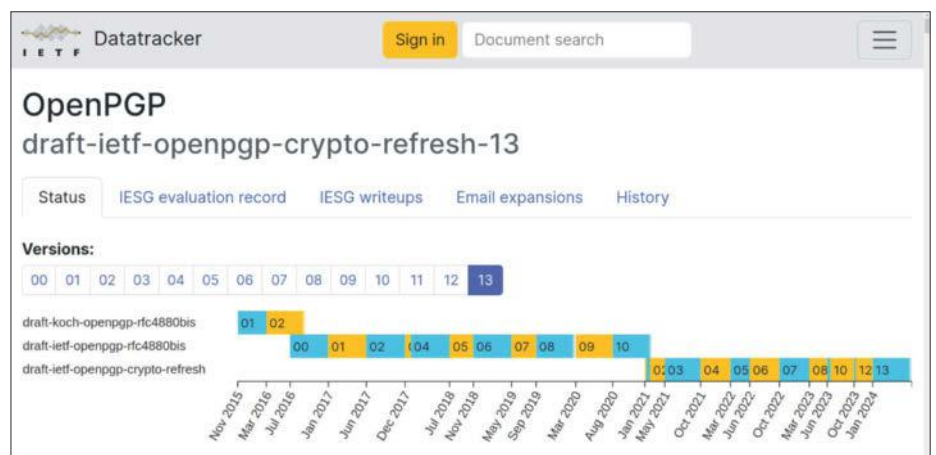 IETF Datatracker Sign in Document search
OpenPGP
draft-ietf-openpgp-crypto-refresh-13
Status IESG evaluation record IESG writeups Email expansions History
Versions:
00 01 02 03 04 05 06 07 08 09 10 11 12 13
draft-koch-openpgp-rfc4880bis 01 02
draft-ietf-openpgp-rfc4880bis 00 01 02 04 05 06 07 08 09 10
draft-ietf-openpgp-crypto-refresh 03 04 05 06 07 08 10 12 13
Nov 2015 Mar 2016 Jul 2016 Jan 2017 Jun 2017 Dec 2017 Jul 2018 Nov 2018 May 2019 Sep 2019 Mar 2020 Aug 2020 Jan 2021 May 2021 Oct 2021 Mar 2022 Jun 2022 Oct 2022 Mar 2023 Jun 2023 Oct 2023 Jan 2024